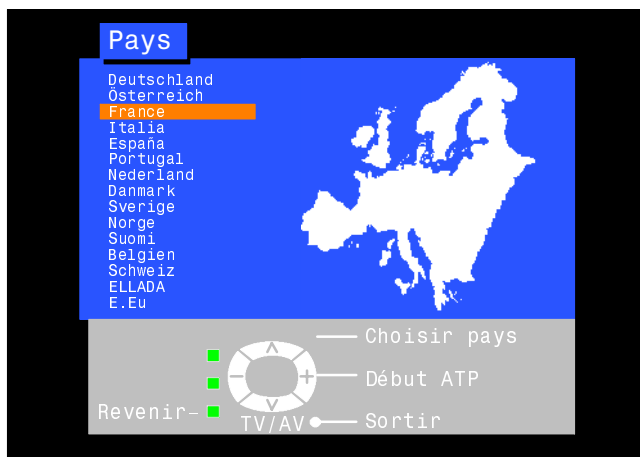 Pays
Deutschland
Österreich
France
Italia
España
Portugal
Nederland
Danmark
Sverige
Norge
Suomi
Belgien
Schweiz
ELLADA
E.Eu
Choisir pays
Début ATP
Revenir
TV/AV
Sortir